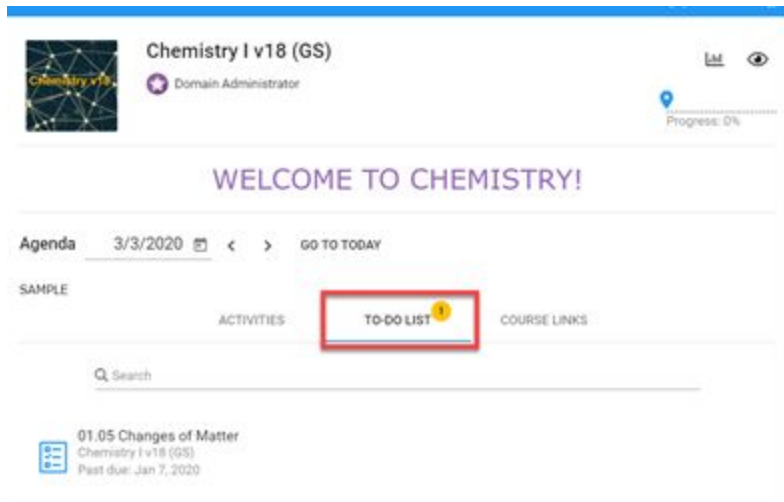 Chemistry v18
Chemistry I v18 (GS)
Domain Administrator
Progress: 0%
WELCOME TO CHEMISTRY!
Agenda 3/3/2020 < > GO TO TODAY
SAMPLE
ACTIVITIES TO-DO LIST 1 COURSE LINKS
Search
01.05 Changes of Matter
Chemistry I v18 (GS)
Past due: Jan 7, 2020